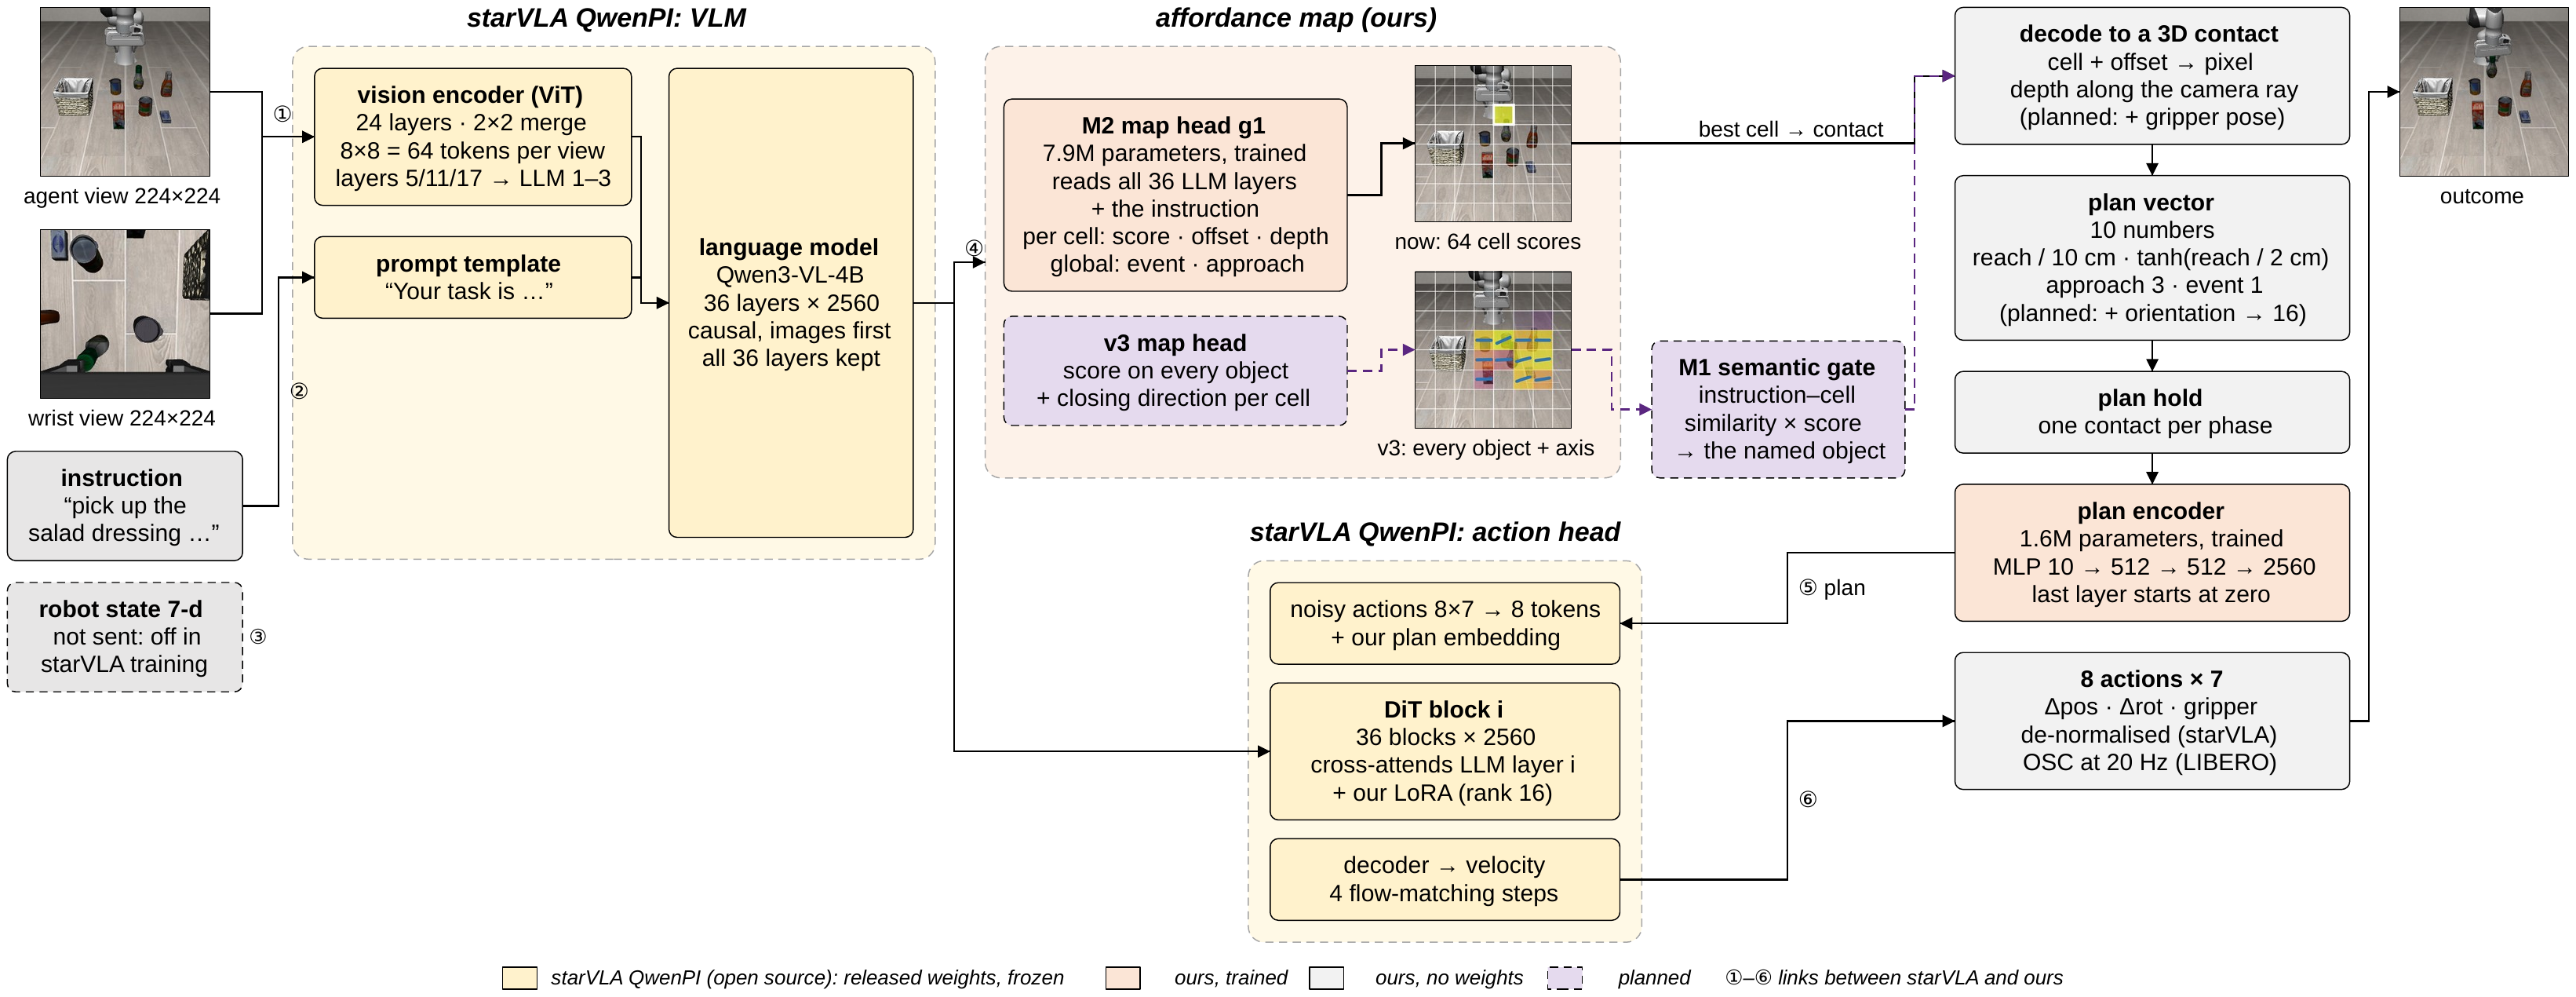 starVLA QwenPI: VLM
affordance map (ours)
agent view 224×224
wrist view 224×224
instruction
“pick up the
salad dressing …”
robot state 7-d
not sent: off in
starVLA training
①
②
③
vision encoder (ViT)
24 layers · 2×2 merge
8×8 = 64 tokens per view
layers 5/11/17 → LLM 1–3
prompt template
“Your task is …”
language model
Qwen3-VL-4B
36 layers × 2560
causal, images first
all 36 layers kept
④
M2 map head g1
7.9M parameters, trained
reads all 36 LLM layers
+ the instruction
per cell: score · offset · depth
global: event · approach
now: 64 cell scores
v3 map head
score on every object
+ closing direction per cell
v3: every object + axis
best cell → contact
M1 semantic gate
instruction–cell
similarity × score
→ the named object
decode to a 3D contact
cell + offset → pixel
depth along the camera ray
(planned: + gripper pose)
plan vector
10 numbers
reach / 10 cm · tanh(reach / 2 cm)
approach 3 · event 1
(planned: + orientation → 16)
plan hold
one contact per phase
plan encoder
1.6M parameters, trained
MLP 10 → 512 → 512 → 2560
last layer starts at zero
⑤ plan
starVLA QwenPI: action head
noisy actions 8×7 → 8 tokens
+ our plan embedding
DiT block i
36 blocks × 2560
cross-attends LLM layer i
+ our LoRA (rank 16)
decoder → velocity
4 flow-matching steps
⑥
8 actions × 7
Δpos · Δrot · gripper
de-normalised (starVLA)
OSC at 20 Hz (LIBERO)
outcome
starVLA QwenPI (open source): released weights, frozen
ours, trained
ours, no weights
planned
①–⑥ links between starVLA and ours